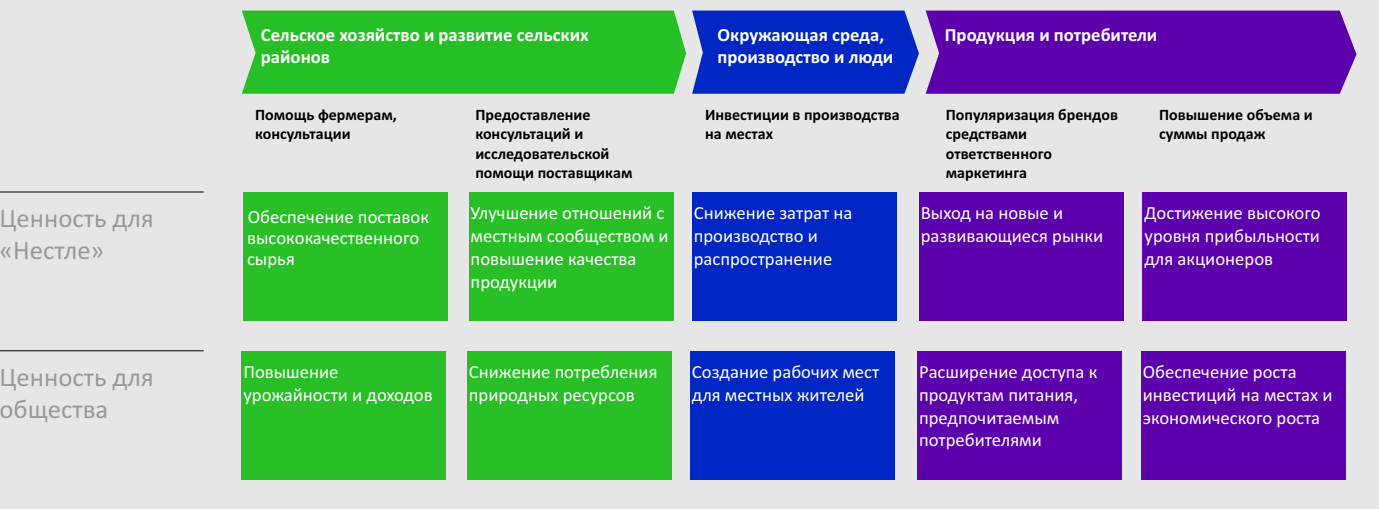 Сельское хозяйство и развитие сельских
районов
Окружающая среда,
производство и люди
Продукция и потребители
Помощь фермерам,
консультации
Предоставление
консультаций и
исследовательской
помощи поставщикам
Инвестиции в производства
на местах
Популяризация брендов
средствами
ответственного
маркетинга
Повышение объема и
суммы продаж
Ценность для
«Нестле»
Обеспечение поставок
высококачественного
сырья
Улучшение отношений с
местным сообществом и
повышение качества
продукции
Снижение затрат на
производство и
распространение
Выход на новые и
развивающиеся рынки
Достижение высокого
уровня прибыльности
для акционеров
Ценность для
общества
Повышение
урожайности и доходов
Снижение потребления
природных ресурсов
Создание рабочих мест
для местных жителей
Расширение доступа к
продуктам питания,
предпочитаемым
потребителями
Обеспечение роста
инвестиций на местах и
экономического роста